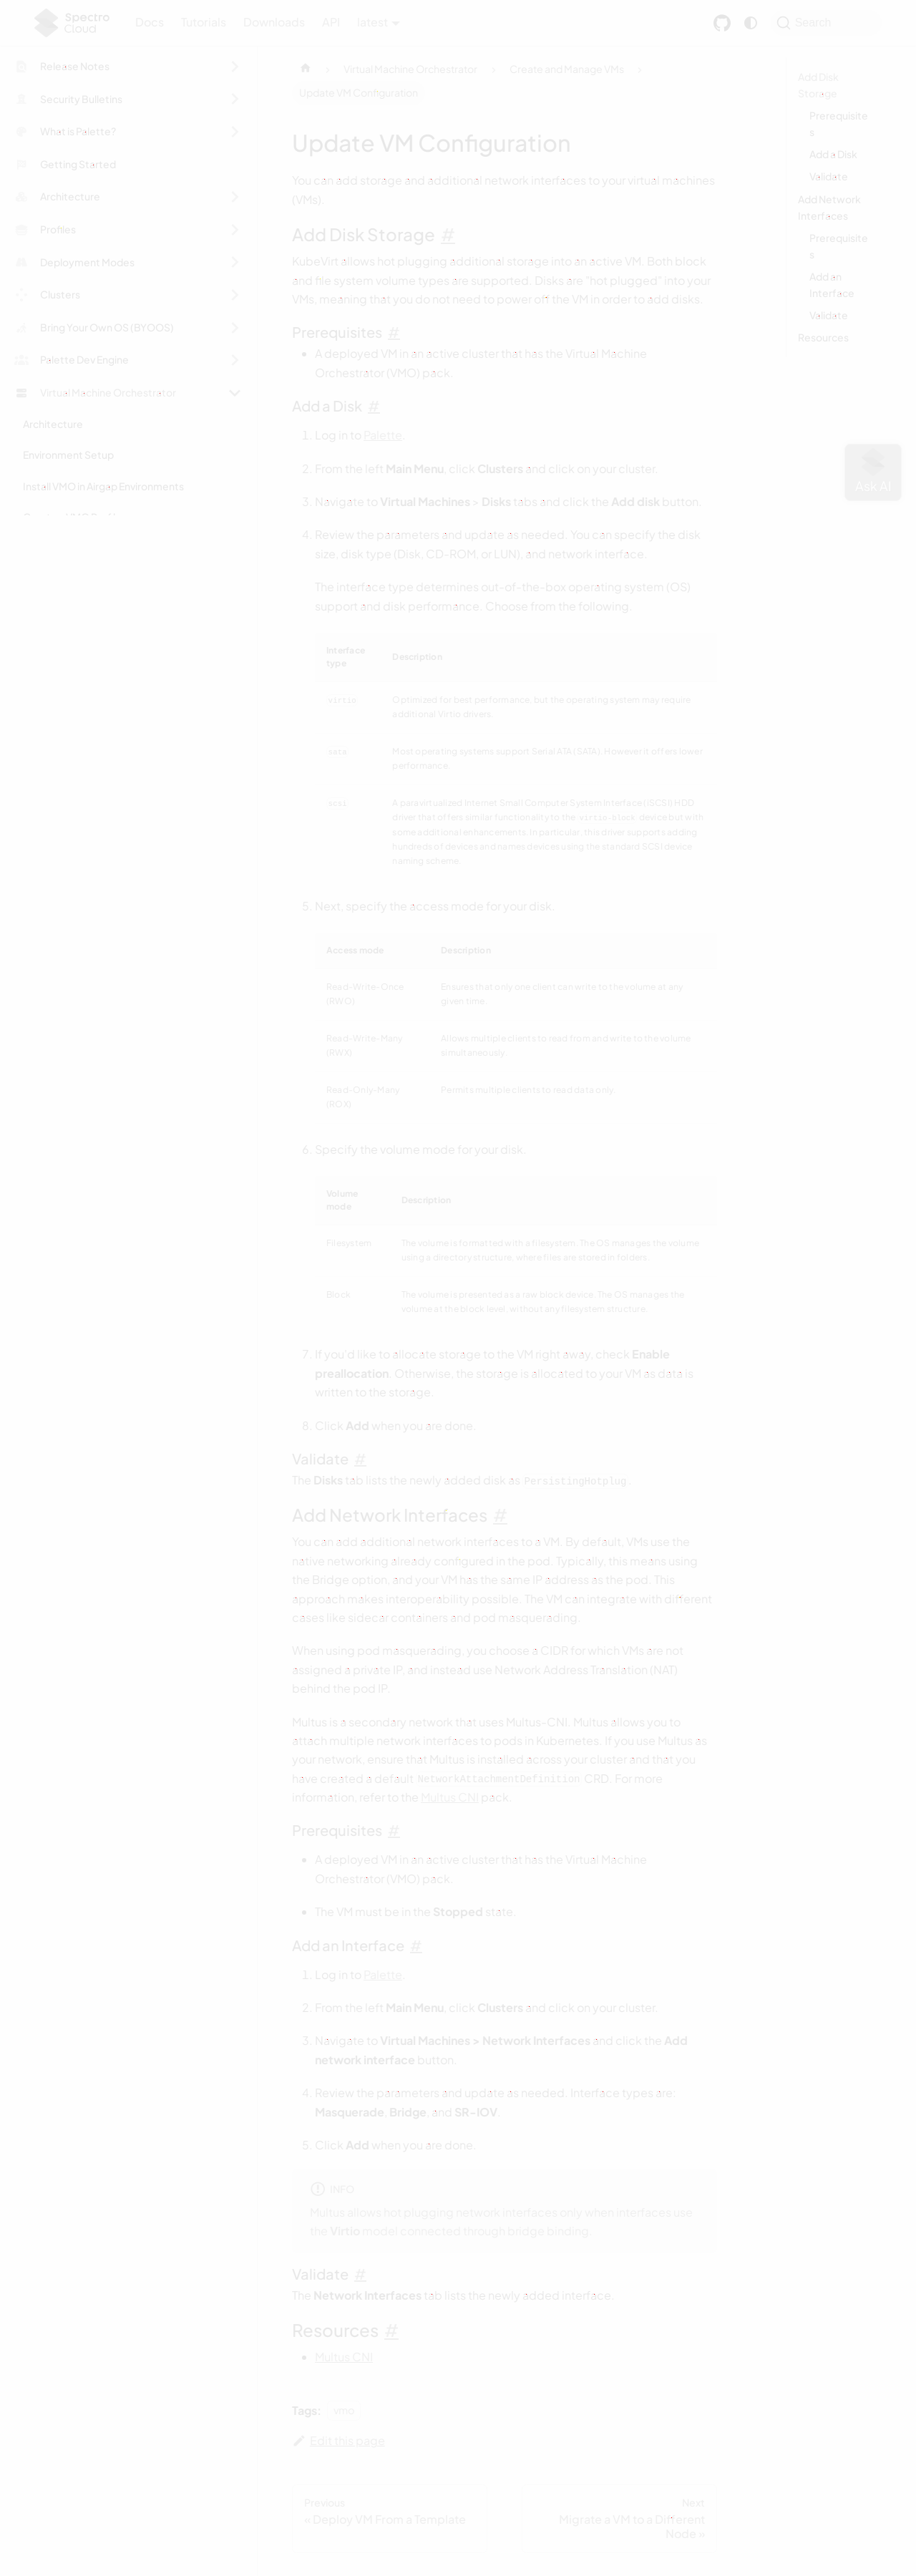 Spectro Cloud
Docs
Tutorials
Downloads
API
latest
Search
Release Notes
Security Bulletins
What is Palette?
Getting Started
Architecture
Profiles
Deployment Modes
Clusters
Bring Your Own OS (BYOOS)
Palette Dev Engine
Virtual Machine Orchestrator
Architecture
Environment Setup
Install VMO in Airgap Environments
Virtual Machine Orchestrator
Create and Manage VMs
Update VM Configuration
Update VM Configuration
You can add storage and additional network interfaces to your virtual machines
(VMs).
Add Disk Storage #
KubeVirt allows hot plugging additional storage into an active VM. Both block
and file system volume types are supported. Disks are "hot plugged" into your
VMs, meaning that you do not need to power off the VM in order to add disks.
Prerequisites #
A deployed VM in an active cluster that has the Virtual Machine
Orchestrator (VMO) pack.
Add a Disk #
1. Log in to Palette.
2. From the left Main Menu, click Clusters and click on your cluster.
3. Navigate to Virtual Machines > Disks tabs and click the Add disk button.
4. Review the parameters and update as needed. You can specify the disk
size, disk type (Disk, CD-ROM, or LUN), and network interface.
The interface type determines out-of-the-box operating system (OS)
support and disk performance. Choose from the following.
Interface
type
Description
virtio
Optimized for best performance, but the operating system may require
additional Virtio drivers.
sata
Most operating systems support Serial ATA (SATA). However it offers lower
performance.
scsi
A paravirtualized Internet Small Computer System Interface (iSCSI) HDD
driver that offers similar functionality to the virtio-block device but with
some additional enhancements. In particular, this driver supports adding
hundreds of devices and names devices using the standard SCSI device
naming scheme.
5. Next, specify the access mode for your disk.
Access mode
Description
Read-Write-Once
(RWO)
Ensures that only one client can write to the volume at any
given time.
Read-Write-Many
(RWX)
Allows multiple clients to read from and write to the volume
simultaneously.
Read-Only-Many
(ROX)
Permits multiple clients to read data only.
6. Specify the volume mode for your disk.
Volume
mode
Description
Filesystem
The volume is formatted with a filesystem. The OS manages the volume
using a directory structure, where files are stored in folders.
Block
The volume is presented as a raw block device. The OS manages the
volume at the block level, without any filesystem structure.
7. If you'd like to allocate storage to the VM right away, check Enable
preallocation. Otherwise, the storage is allocated to your VM as data is
written to the storage.
8. Click Add when you are done.
Validate #
The Disks tab lists the newly added disk as PersistingHotplug.
Add Network Interfaces #
You can add additional network interfaces to a VM. By default, VMs use the
native networking already configured in the pod. Typically, this means using
the Bridge option, and your VM has the same IP address as the pod. This
approach makes interoperability possible. The VM can integrate with different
cases like sidecar containers and pod masquerading.
When using pod masquerading, you choose a CIDR for which VMs are not
assigned a private IP, and instead use Network Address Translation (NAT)
behind the pod IP.
Multus is a secondary network that uses Multus-CNI. Multus allows you to
attach multiple network interfaces to pods in Kubernetes. If you use Multus as
your network, ensure that Multus is installed across your cluster and that you
have created a default NetworkAttachmentDefinition CRD. For more
information, refer to the Multus CNI pack.
Prerequisites #
A deployed VM in an active cluster that has the Virtual Machine
Orchestrator (VMO) pack.
The VM must be in the Stopped state.
Add an Interface #
1. Log in to Palette.
2. From the left Main Menu, click Clusters and click on your cluster.
3. Navigate to Virtual Machines > Network Interfaces and click the Add
network interface button.
4. Review the parameters and update as needed. Interface types are:
Masquerade, Bridge, and SR-IOV.
5. Click Add when you are done.
INFO
Multus allows hot plugging network interfaces only when interfaces use
the Virtio model connected through bridge binding.
Validate #
The Network Interfaces tab lists the newly added interface.
Resources #
Multus CNI
Tags:
vmo
Edit this page
Previous
« Deploy VM From a Template
Next
Migrate a VM to a Different
Node »
Add Disk
Storage
Prerequisite
s
Add a Disk
Validate
Add Network
Interfaces
Prerequisite
s
Add an
Interface
Validate
Resources
Ask AI